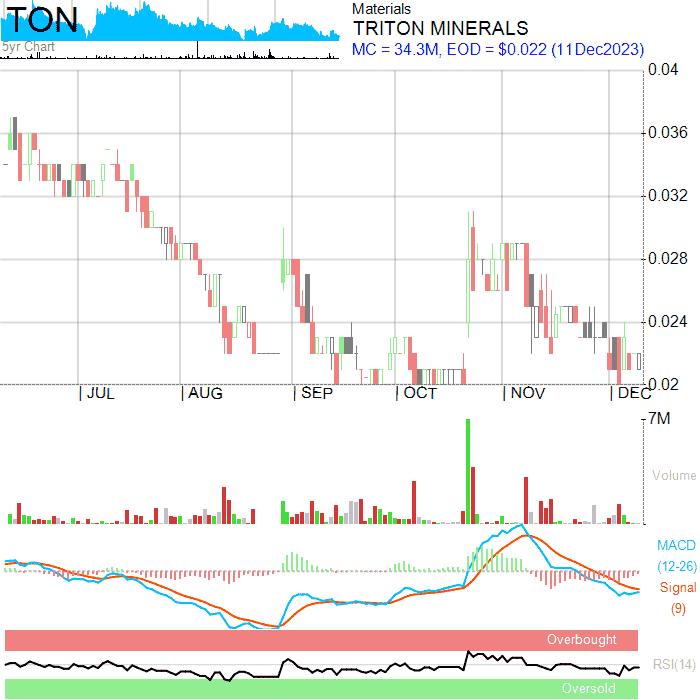 TON
5yr Chart
Materials
TRITON MINERALS
MC = 34.3M, EOD = $0.022 (11Dec2023)
0.04
0.036
0.032
0.028
0.024
0.02
JUL AUG SEP OCT NOV DEC
7M
Volume
MACD
(12-26)
Signal
(9)
Overbought
RSI(14)
Oversold